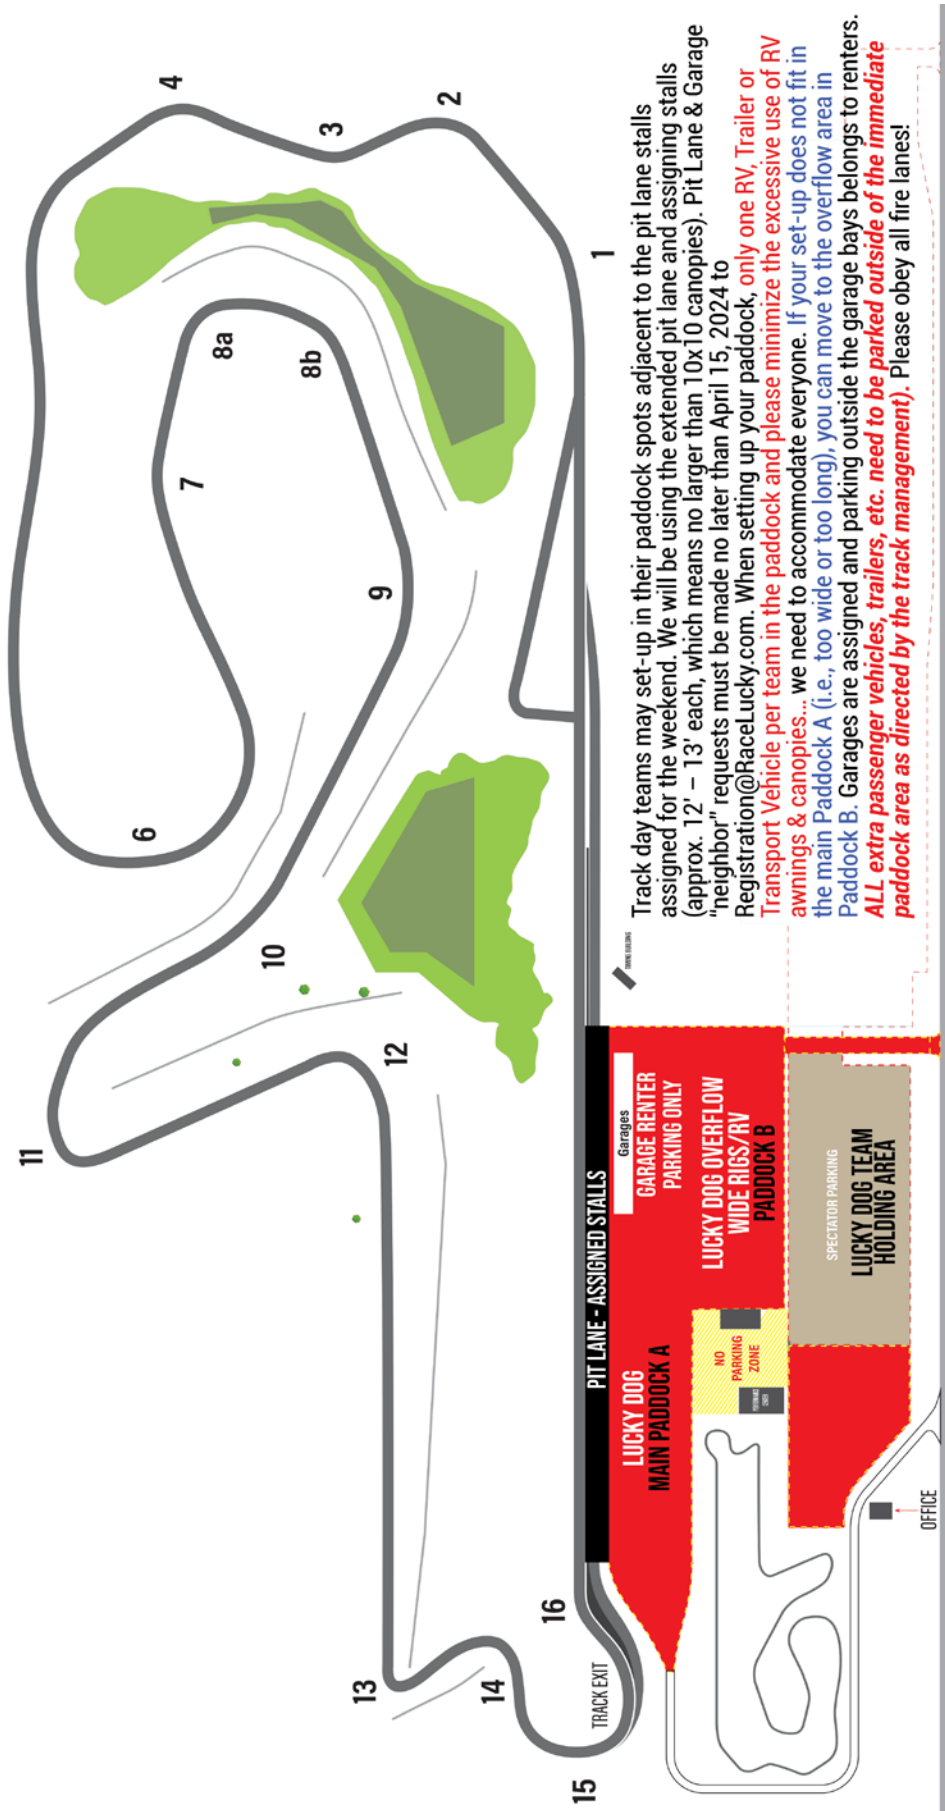 4
3
2
1
8a
8b
7
9
6
10
11
12
13
14
15
16
TRACK EXIT
PIT LANE - ASSIGNED STALLS
Garages
GARAGE RENTER
PARKING ONLY
LUCKY DOG
MAIN PADDOCK A
LUCKY DOG OVERFLOW
WIDE RIGS/RV
PADDOCK B
NO
PARKING
ZONE
PERFORMANCE
CENTER
SPECTATOR PARKING
LUCKY DOG TEAM
HOLDING AREA
OFFICE
TIMING BUILDING
Track day teams may set-up in their paddock spots adjacent to the pit lane stalls
assigned for the weekend. We will be using the extended pit lane and assigning stalls
(approx. 12' – 13' each, which means no larger than 10x10 canopies). Pit Lane & Garage
"neighbor" requests must be made no later than April 15, 2024 to
Registration@RaceLucky.com. When setting up your paddock, only one RV, Trailer or
Transport Vehicle per team in the paddock and please minimize the excessive use of RV
awnings & canopies... we need to accommodate everyone. If your set-up does not fit in
the main Paddock A (i.e., too wide or too long), you can move to the overflow area in
Paddock B. Garages are assigned and parking outside the garage bays belongs to renters.
ALL extra passenger vehicles, trailers, etc. need to be parked outside of the immediate
paddock area as directed by the track management). Please obey all fire lanes!